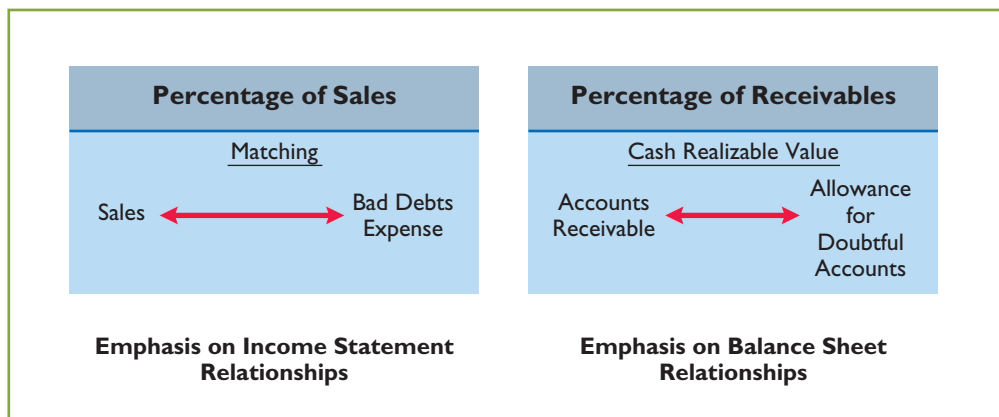 Percentage of Sales
Matching
Sales
Bad Debts
Expense
Emphasis on Income Statement
Relationships
Percentage of Receivables
Cash Realizable Value
Accounts
Receivable
Allowance
for
Doubtful
Accounts
Emphasis on Balance Sheet
Relationships